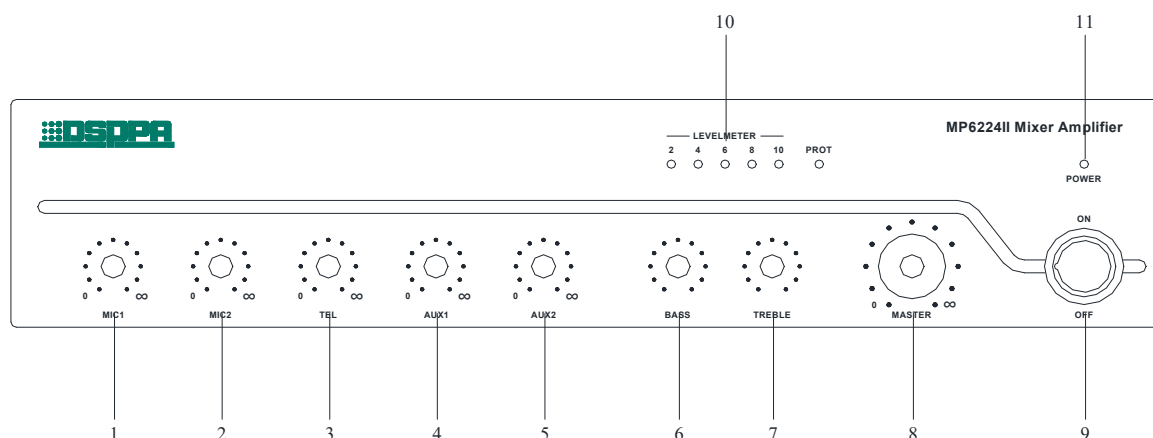 10 11
DSPPA
MP6224II Mixer Amplifier
LEVELMETER
2 4 6 8 10 PROT
POWER
ON
0 ∞ 0 ∞ 0 ∞ 0 ∞ 0 ∞ 0 ∞
MIC1 MIC2 TEL AUX1 AUX2 BASS TREBLE MASTER OFF
1 2 3 4 5 6 7 8 9